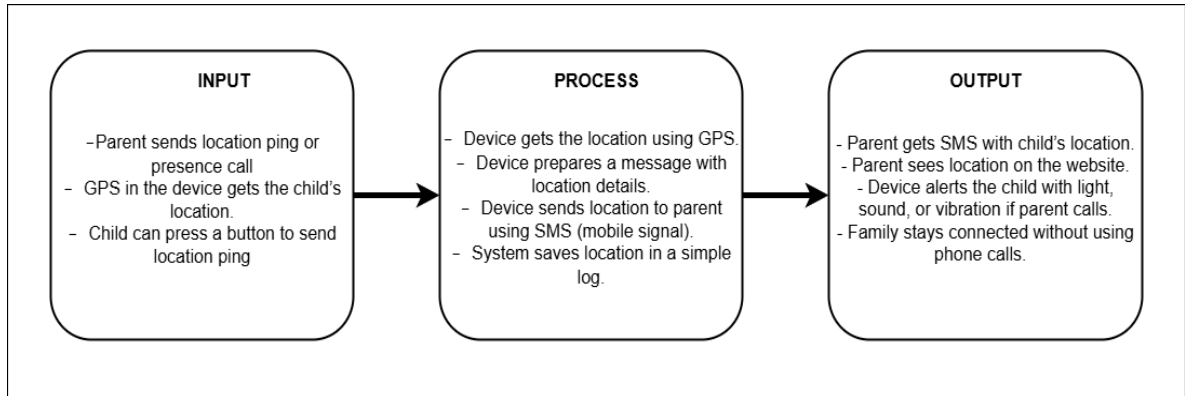 INPUT
–Parent sends location ping or
presence call
– GPS in the device gets the child's
location.
– Child can press a button to send
location ping
PROCESS
– Device gets the location using GPS.
– Device prepares a message with
location details.
– Device sends location to parent
using SMS (mobile signal).
– System saves location in a simple
log.
OUTPUT
- Parent gets SMS with child's location.
- Parent sees location on the website.
- Device alerts the child with light,
sound, or vibration if parent calls.
- Family stays connected without using
phone calls.